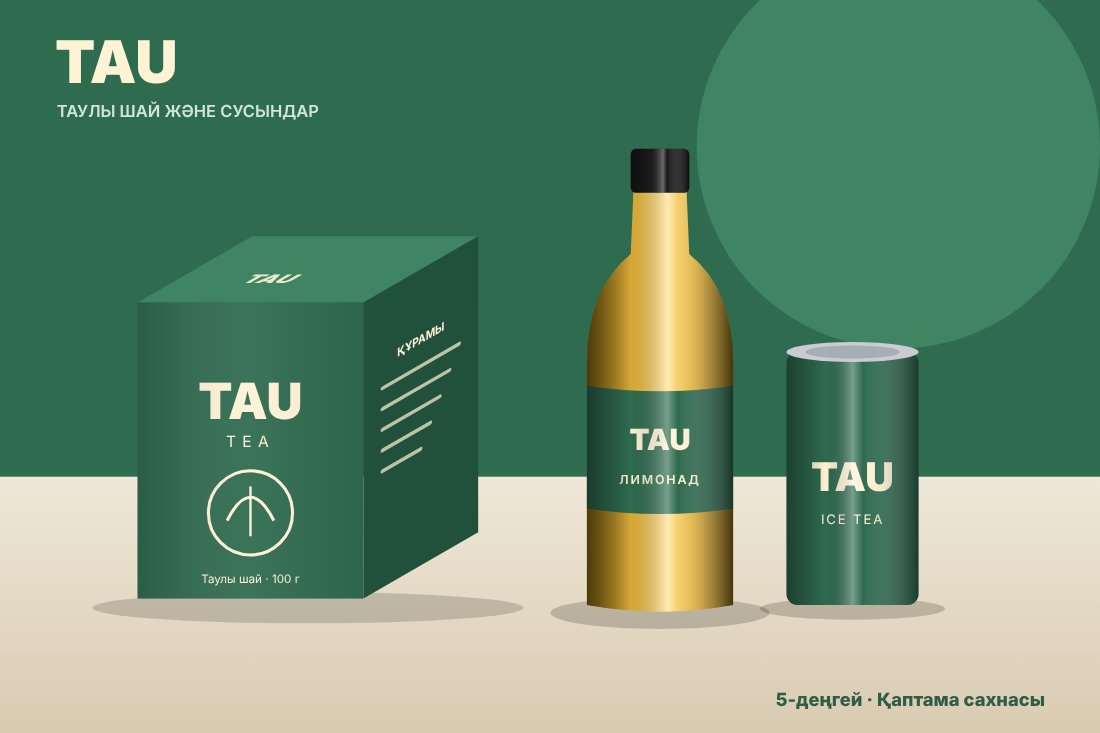 TAU
ТАУЛЫ ШАЙ ЖӘНЕ СУСЫНДАР
TAU
ҚҰРАМЫ
TAU
TEA
Таулы шай · 100 г
TAU
ЛИМОНАД
TAU
ICE TEA
5-деңгей · Қаптама сахнасы